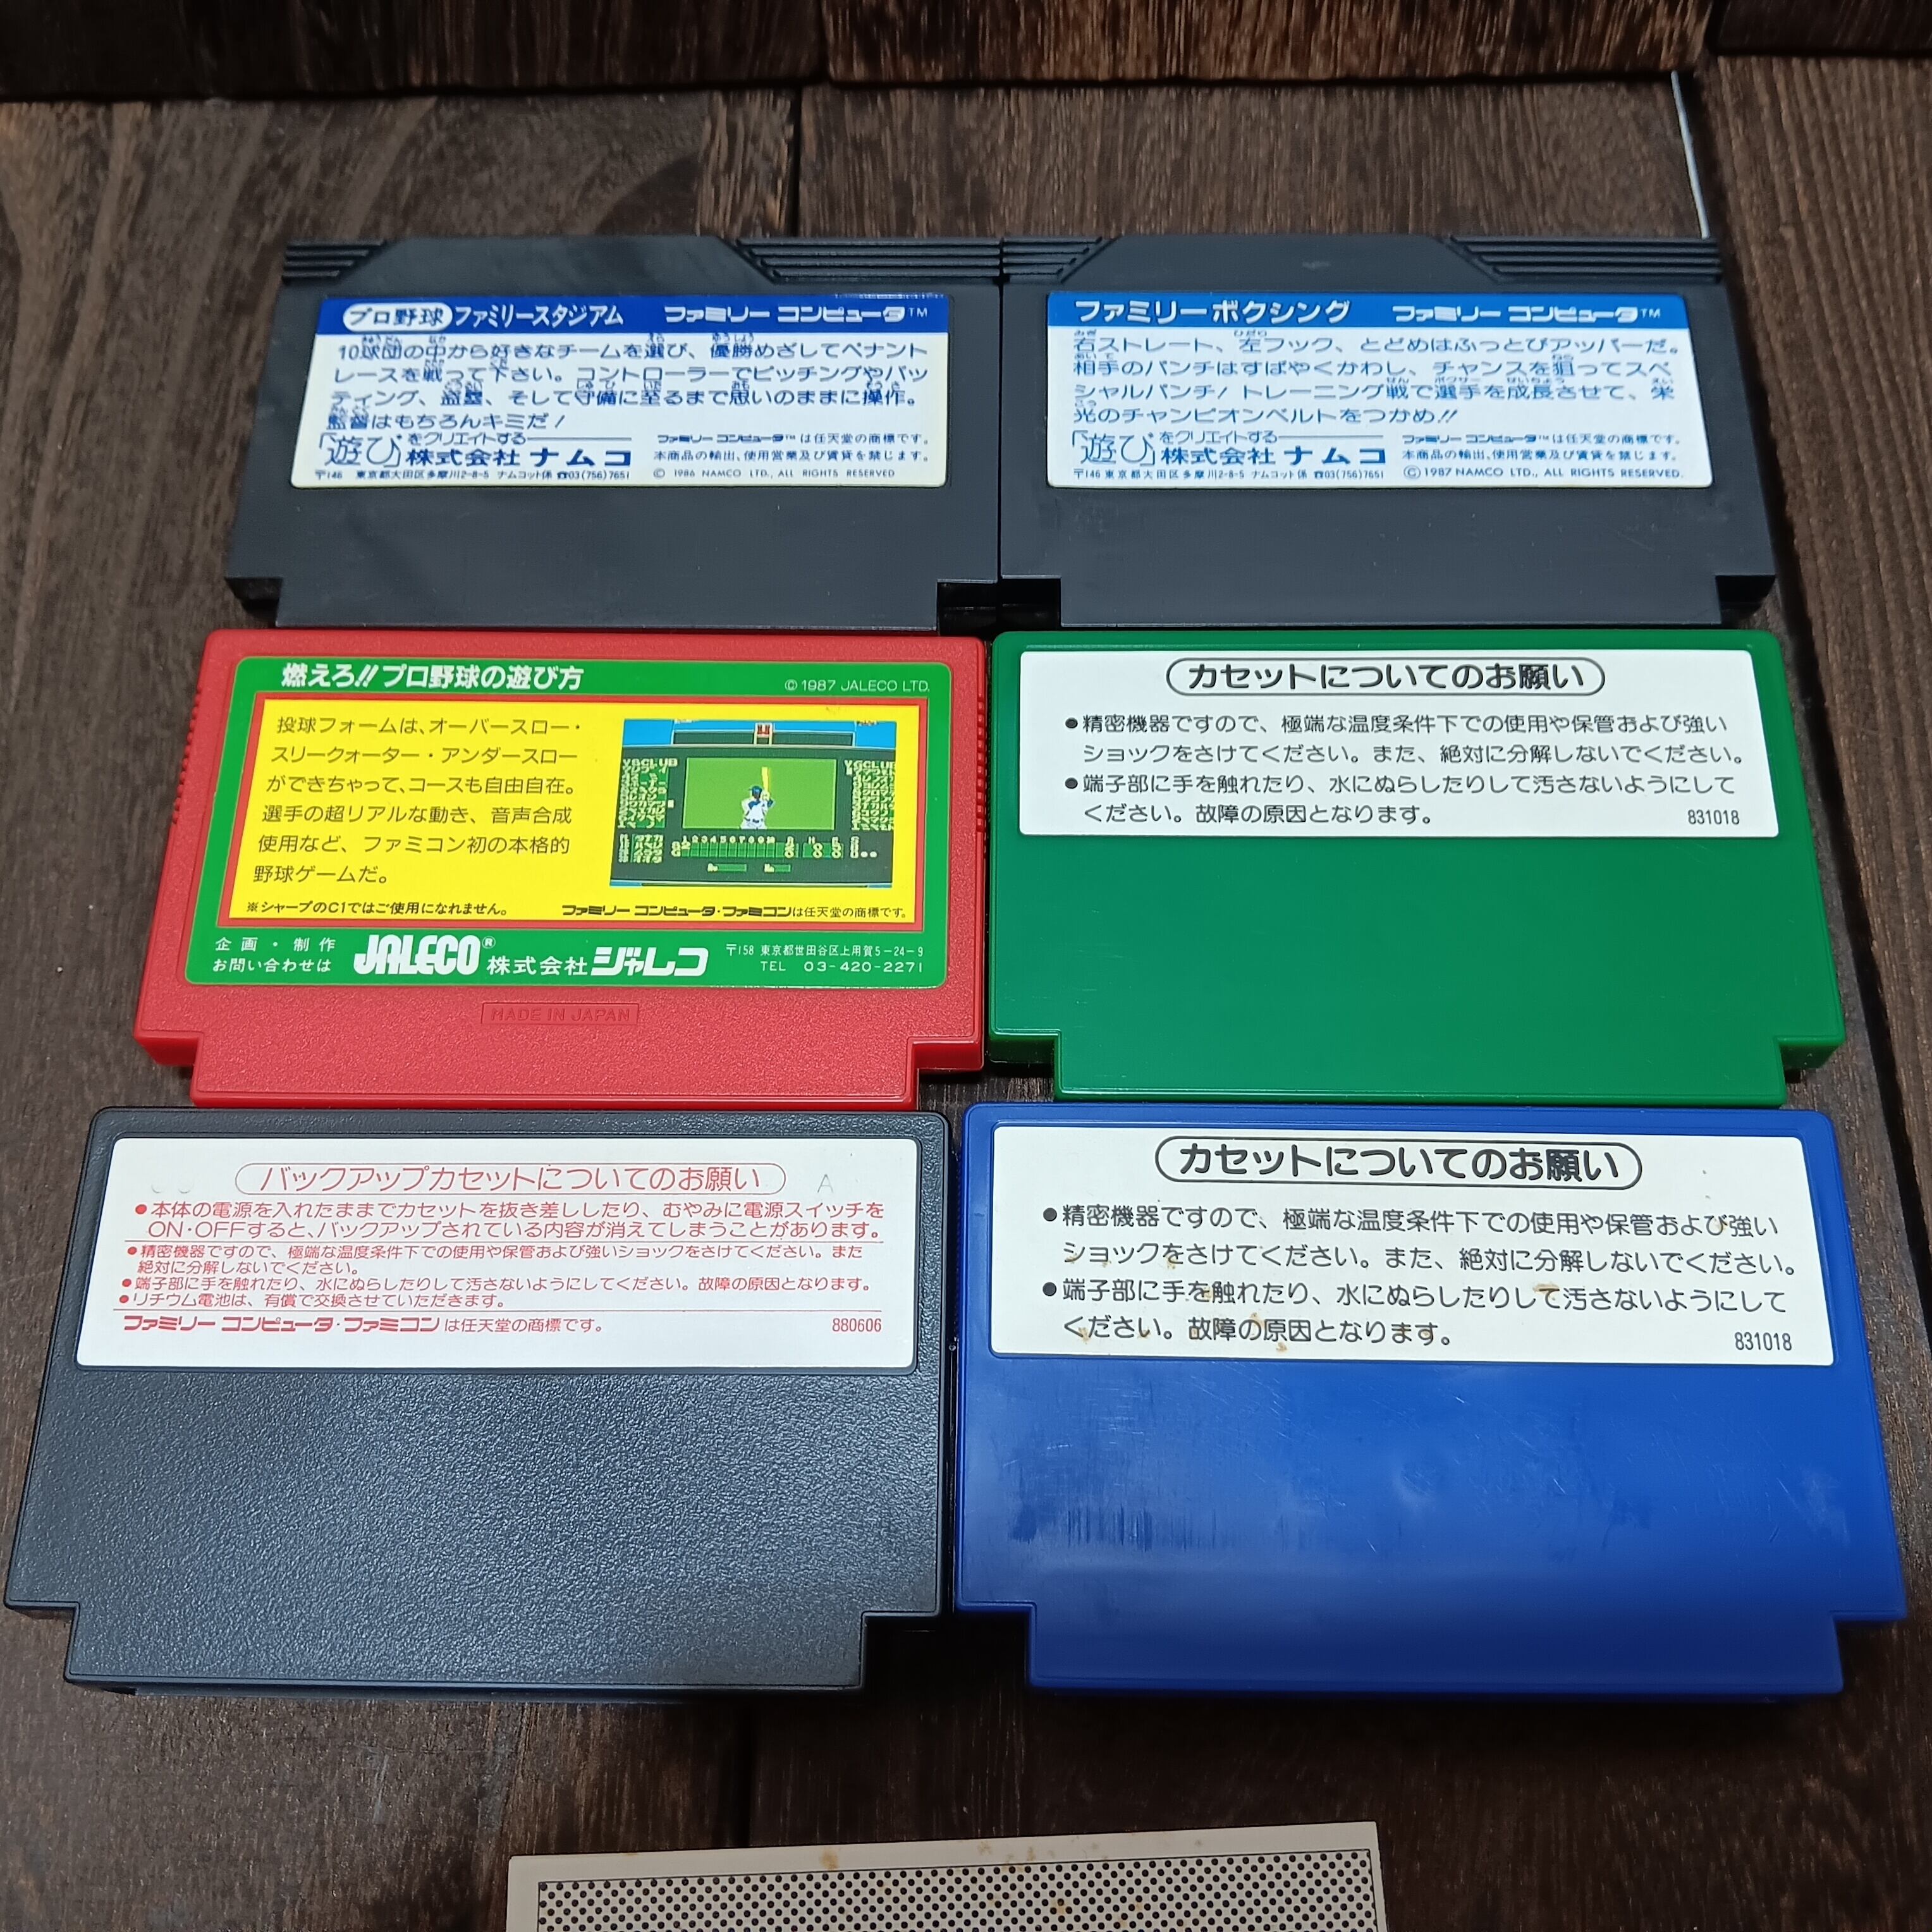 プロ野球ファミリースタジアム ファミリー コンピュータ™
10球団の中から好きなチームを選び、優勝めざしてペナント
レースを戦って下さい。コントローラーでピッチングやバッ
ティング、盗塁、そして守備に至るまで思いのままに操作。
監督はもちろんキミだ!
「遊び」をクリエイトする
株式会社 ナムコ
ファミリー コンピュータ™は任天堂の商標です。
本商品の輸出、使用営業及び賃貸を禁じます。
〒146 東京都大田区多摩川2-8-5 ナムコット係 ☎03(756)7651 © 1986 NAMCO LTD., ALL RIGHTS RESERVED
ファミリーボクシング ファミリー コンピュータ™
右ストレート、左フック、とどめはふっとびアッパーだ。
相手のパンチはすばやくかわし、チャンスを狙ってスペ
シャルパンチ! トレーニング戦で選手を成長させて、栄
光のチャンピオンベルトをつかめ!!
「遊び」をクリエイトする
株式会社 ナムコ
ファミリー コンピュータ™は任天堂の商標です。
本商品の輸出、使用営業及び賃貸を禁じます。
〒146 東京都大田区多摩川2-8-5 ナムコット係 ☎03(756)7651 © 1987 NAMCO LTD., ALL RIGHTS RESERVED.
燃えろ!!プロ野球の遊び方 © 1987 JALECO LTD.
投球フォームは、オーバースロー・
スリークォーター・アンダースロー
ができちゃって、コースも自由自在。
選手の超リアルな動き、音声合成
使用など、ファミコン初の本格的
野球ゲームだ。
※シャープのC1ではご使用になれません。 ファミリー コンピュータ・ファミコンは任天堂の商標です。
企画・制作
お問い合わせは
JALECO® 株式会社 ジャレコ
〒158 東京都世田谷区上用賀5-24-9
TEL 03-420-2271
MADE IN JAPAN
カセットについてのお願い
●精密機器ですので、極端な温度条件下での使用や保管および強い
ショックをさけてください。また、絶対に分解しないでください。
●端子部に手を触れたり、水にぬらしたりして汚さないようにして
ください。故障の原因となります。
831018
バックアップカセットについてのお願い A
●本体の電源を入れたままでカセットを抜き差ししたり、むやみに電源スイッチを
ON・OFFすると、バックアップされている内容が消えてしまうことがあります。
●精密機器ですので、極端な温度条件下での使用や保管および強いショックをさけてください。また
絶対に分解しないでください。
●端子部に手を触れたり、水にぬらしたりして汚さないようにしてください。故障の原因となります。
●リチウム電池は、有償で交換させていただきます。
ファミリー コンピュータ・ファミコン は任天堂の商標です。 880606
カセットについてのお願い
●精密機器ですので、極端な温度条件下での使用や保管および強い
ショックをさけてください。また、絶対に分解しないでください。
●端子部に手を触れたり、水にぬらしたりして汚さないようにして
ください。故障の原因となります。
831018